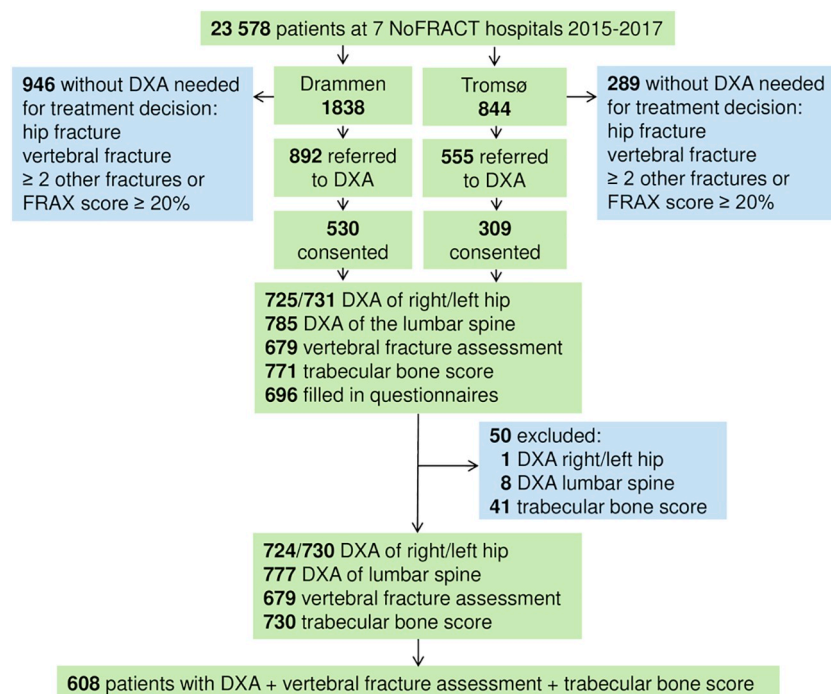 23 578 patients at 7 NoFRACT hospitals 2015-2017
946 without DXA needed
for treatment decision:
hip fracture
vertebral fracture
≥ 2 other fractures or
FRAX score ≥ 20%
Drammen
1838
Tromsø
844
289 without DXA needed
for treatment decision:
hip fracture
vertebral fracture
≥ 2 other fractures or
FRAX score ≥ 20%
892 referred
to DXA
555 referred
to DXA
530
consented
309
consented
725/731 DXA of right/left hip
785 DXA of the lumbar spine
679 vertebral fracture assessment
771 trabecular bone score
696 filled in questionnaires
50 excluded:
1 DXA right/left hip
8 DXA lumbar spine
41 trabecular bone score
724/730 DXA of right/left hip
777 DXA of lumbar spine
679 vertebral fracture assessment
730 trabecular bone score
608 patients with DXA + vertebral fracture assessment + trabecular bone score